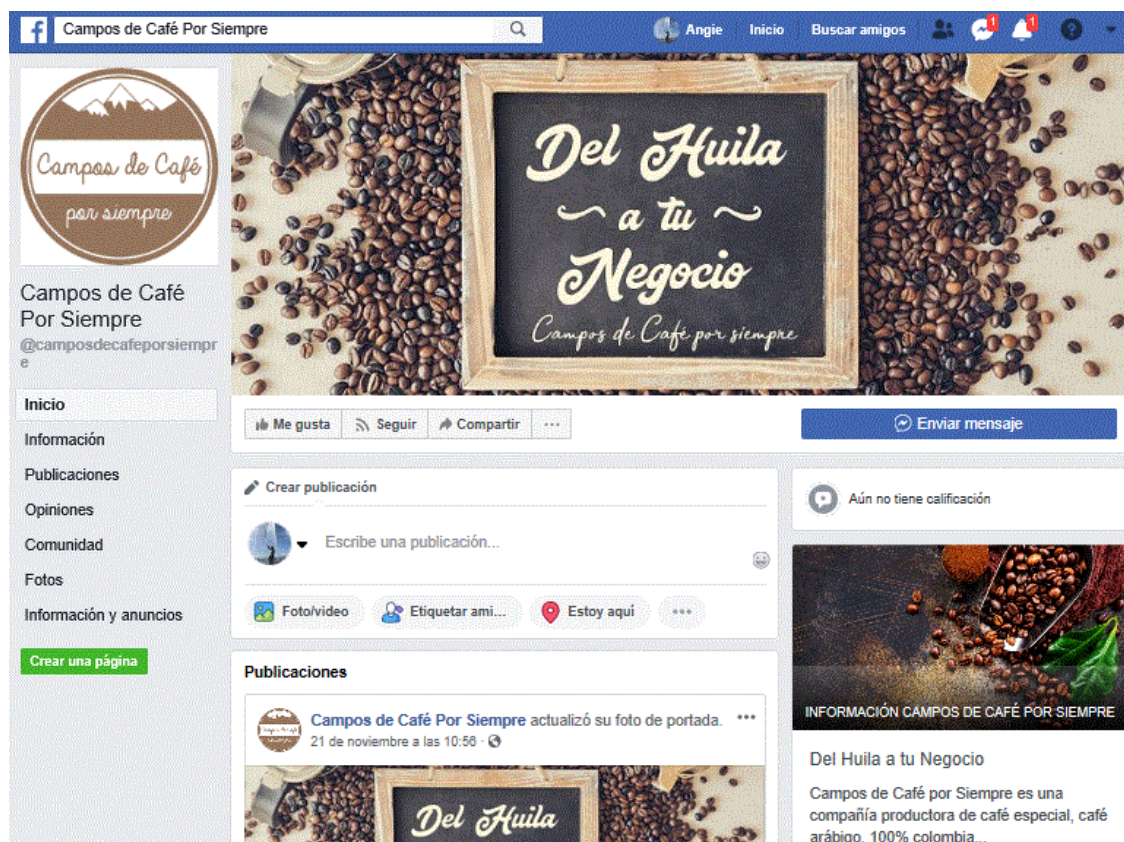 Campos de Café Por Siempre
Angie Inicio Buscar amigos 1 1
Campos de Café
por siempre
Campos de Café
Por Siempre
@camposdecafeporsiempr
e
Inicio
Información
Publicaciones
Opiniones
Comunidad
Fotos
Información y anuncios
Crear una página
Del Huila
a tu
Negocio
Campos de Café por siempre
Me gusta Seguir Compartir ...
Enviar mensaje
Crear publicación
Escribe una publicación...
Foto/video Etiquetar ami... Estoy aquí ...
Publicaciones
Campos de Café Por Siempre actualizó su foto de portada. ...
21 de noviembre a las 10:56 ·
Del Huila
Aún no tiene calificación
INFORMACIÓN CAMPOS DE CAFÉ POR SIEMPRE
Del Huila a tu Negocio
Campos de Café por Siempre es una
compañía productora de café especial, café
arábigo, 100% colombia...